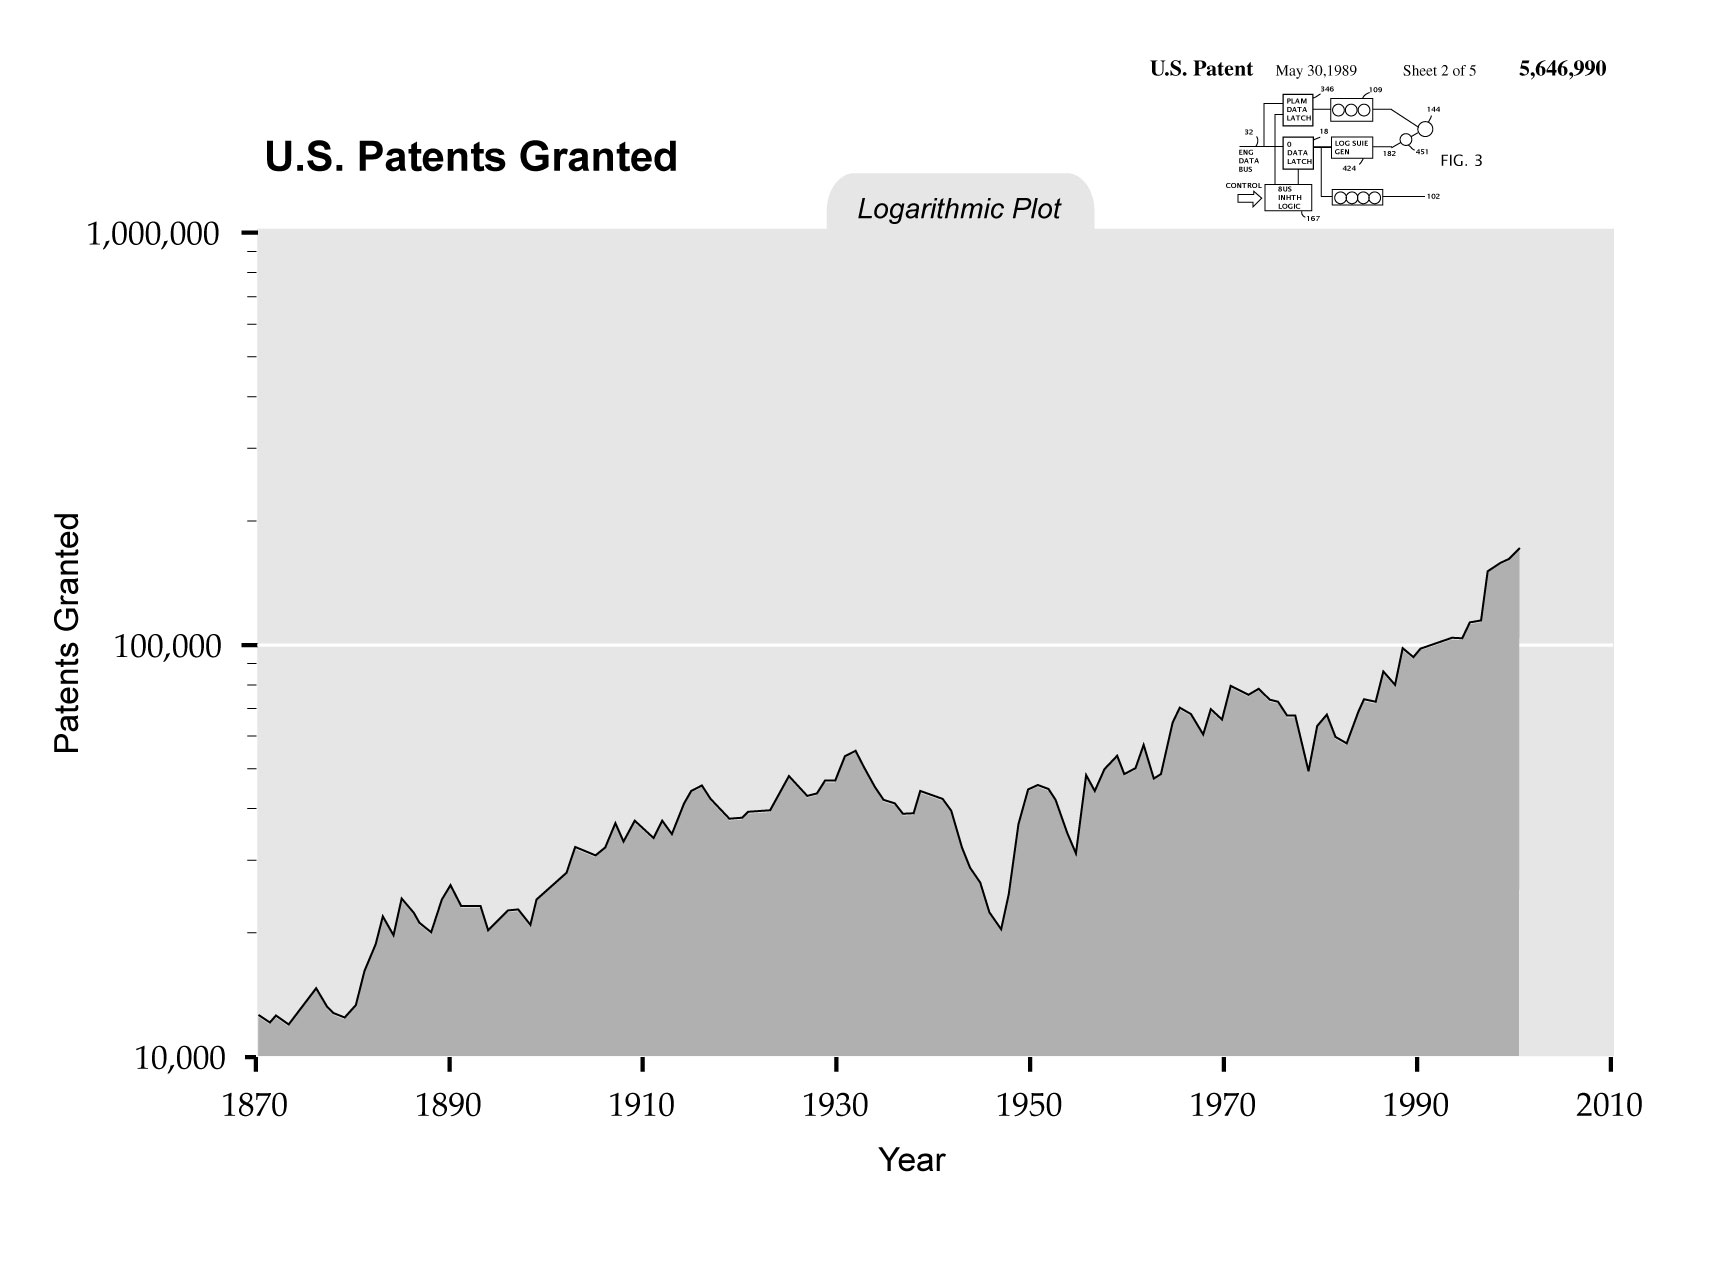 U.S. Patent May 30,1989 Sheet 2 of 5 5,646,990
346
109
PLAM
DATA
LATCH
144
32
18
0
DATA
LATCH
LOG SUIE
GEN
182
451
FIG. 3
ENG
DATA
BUS
424
CONTROL
8US
INHTH
LOGIC
102
167
U.S. Patents Granted
Logarithmic Plot
1,000,000
100,000
10,000
Patents Granted
1870 1890 1910 1930 1950 1970 1990 2010
Year